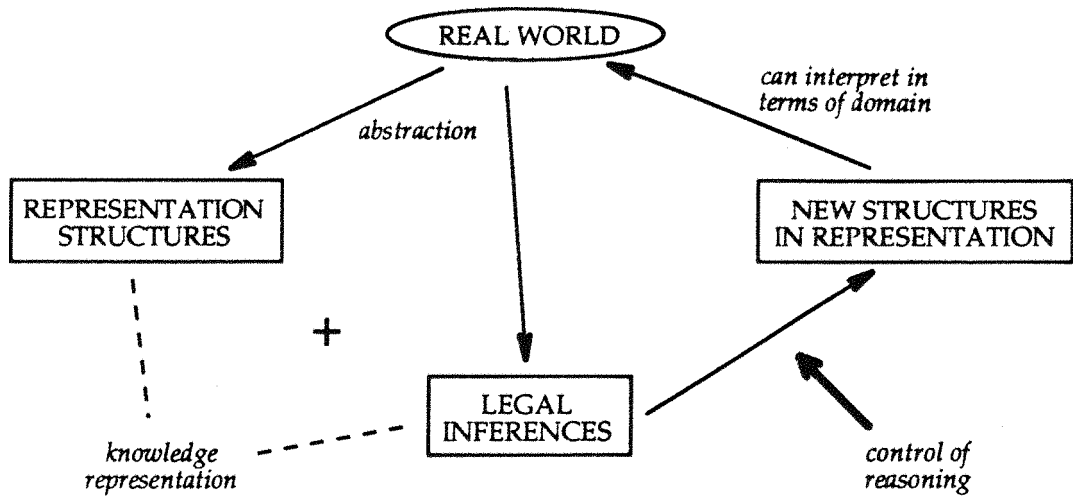 REAL WORLD
can interpret in
terms of domain
abstraction
REPRESENTATION
STRUCTURES
NEW STRUCTURES
IN REPRESENTATION
+
LEGAL
INFERENCES
knowledge
representation
control of
reasoning